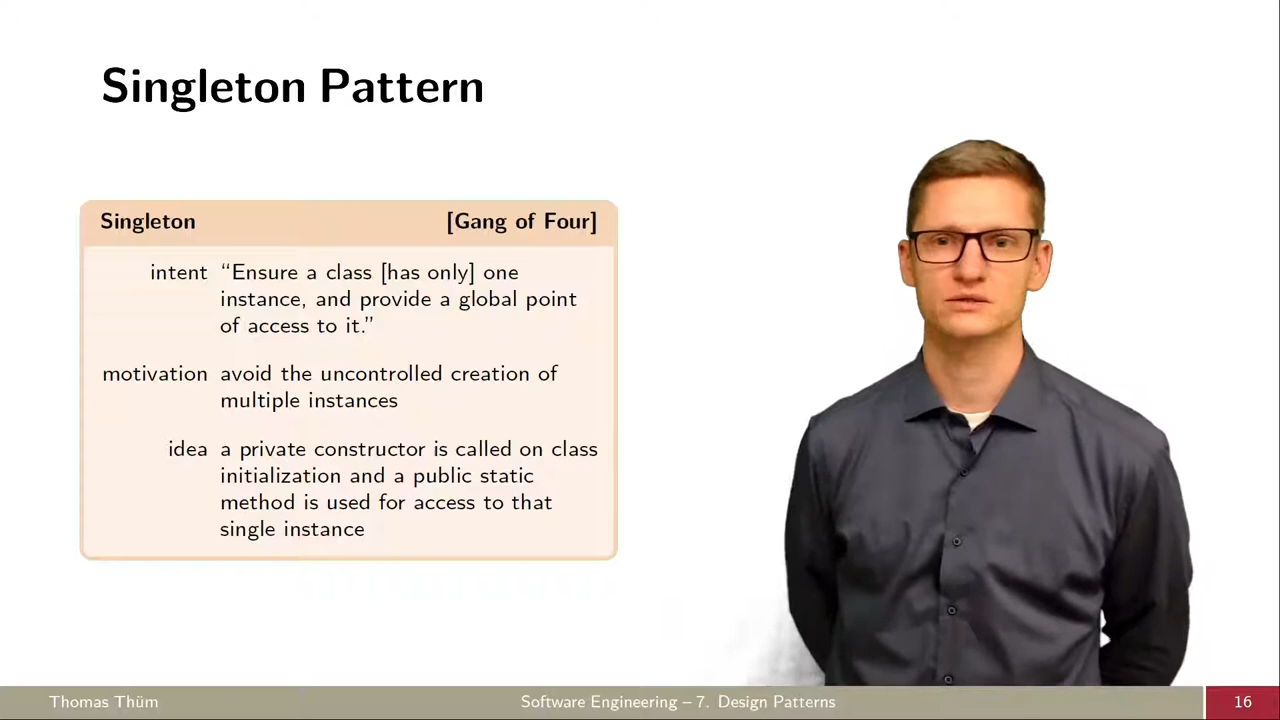 Singleton Pattern
Singleton [Gang of Four]
intent “Ensure a class [has only] one
instance, and provide a global point
of access to it.”
motivation avoid the uncontrolled creation of
multiple instances
idea a private constructor is called on class
initialization and a public static
method is used for access to that
single instance
Thomas Thüm Software Engineering – 7. Design Patterns 16